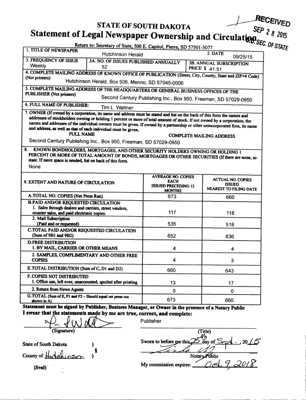 STATE OF SOUTH DAKOTA
RECEIVED
SEP 28 2015
SEC. OF STATE
Statement of Legal Newspaper Ownership and Circulation
Return to: Secretary of State, 500 E. Capitol, Pierre, SD 57501-5077
1. TITLE OF NEWSPAPER
Hutchinson Herald
2. DATE
09/25/15
3. FREQUENCY OF ISSUE
Weekly
3A. NO. OF ISSUES PUBLISHED ANNUALLY
52
3B. ANNUAL SUBSCRIPTION
PRICE $ 41.51
4. COMPLETE MAILING ADDRESS OF KNOWN OFFICE OF PUBLICATION (Street, City, County, State and ZIP+4 Code)
(Not printers)
Hutchinson Herald, PO Box 506, Menno, SD 57045-0506
5. COMPLETE MAILING ADDRESS OF THE HEADQUARTERS OR GENERAL BUSINESS OFFICES OF THE
PUBLISHER (Not printers)
Second Century Publishing Inc., Box 950, Freeman, SD 57029-0950
6. FULL NAME OF PUBLISHER:
Tim L. Waltner
7. OWNER (If owned by a corporation, its name and address must be stated and list on the back of this form the names and
addresses of stockholders owning or holding 1 percent or more of total amount of stock. If not owned by a corporation, the
names and addresses of the individual owners must be given. If owned by a partnership or other unincorporated firm, its name
and address, as well as that of each individual must be given.
FULL NAME
COMPLETE MAILING ADDRESS
Second Century Publishing Inc., Box 950, Freeman, SD 57029-0950
8. KNOWN BONDHOLDERS, MORTGAGEES, AND OTHER SECURITY HOLDERS OWNING OR HOLDING 1
PERCENT OR MORE OF TOTAL AMOUNT OF BONDS, MORTGAGES OR OTHER SECURITIES (If there are none, so
state. If more space is needed, list on back of this form.
None
9. EXTENT AND NATURE OF CIRCULATION
AVERAGE NO. COPIES
EACH
ISSUED PRECEDING 12
MONTHS
ACTUAL NO. COPIES
ISSUED
NEAREST TO FILING DATE
A. TOTAL NO. COPIES (Net Press Run)
673
660
B. PAID AND/OR REQUESTED CIRCULATION
1. Sales through dealers and carriers, street vendors,
counter sales, and paid electronic copies.
117
118
2. Mail Subscription
(Paid and or requested)
535
518
C. TOTAL PAID AND/OR REQUESTED CIRCULATION
(Sum of 9B1 and 9B2)
652
636
D. FREE DISTRIBUTION
1. BY MAIL, CARRIER OR OTHER MEANS
4
4
2. SAMPLES, COMPLIMENTARY AND OTHER FREE
COPIES
4
3
E. TOTAL DISTRIBUTION (Sum of C, D1 and D2)
660
643
F. COPIES NOT DISTRIBUTED
1. Office use, left over, unaccounted, spoiled after printing
13
17
2. Return from News Agents
0
0
G. TOTAL (Sum of E, F1 and F2 - Should equal net press run
shown in A)
673
660
Statement must be signed by Publisher, Business Manager, or Owner in the presence of a Notary Public
I swear that the statements made by me are true, correct, and complete:
Publisher
(Signature)
(Title)
State of South Dakota )
Sworn to before me this 25 day of Sept, 2015
County of Hutchinson )
Notary Public
(Seal)
My commission expires: Oct. 9, 2018